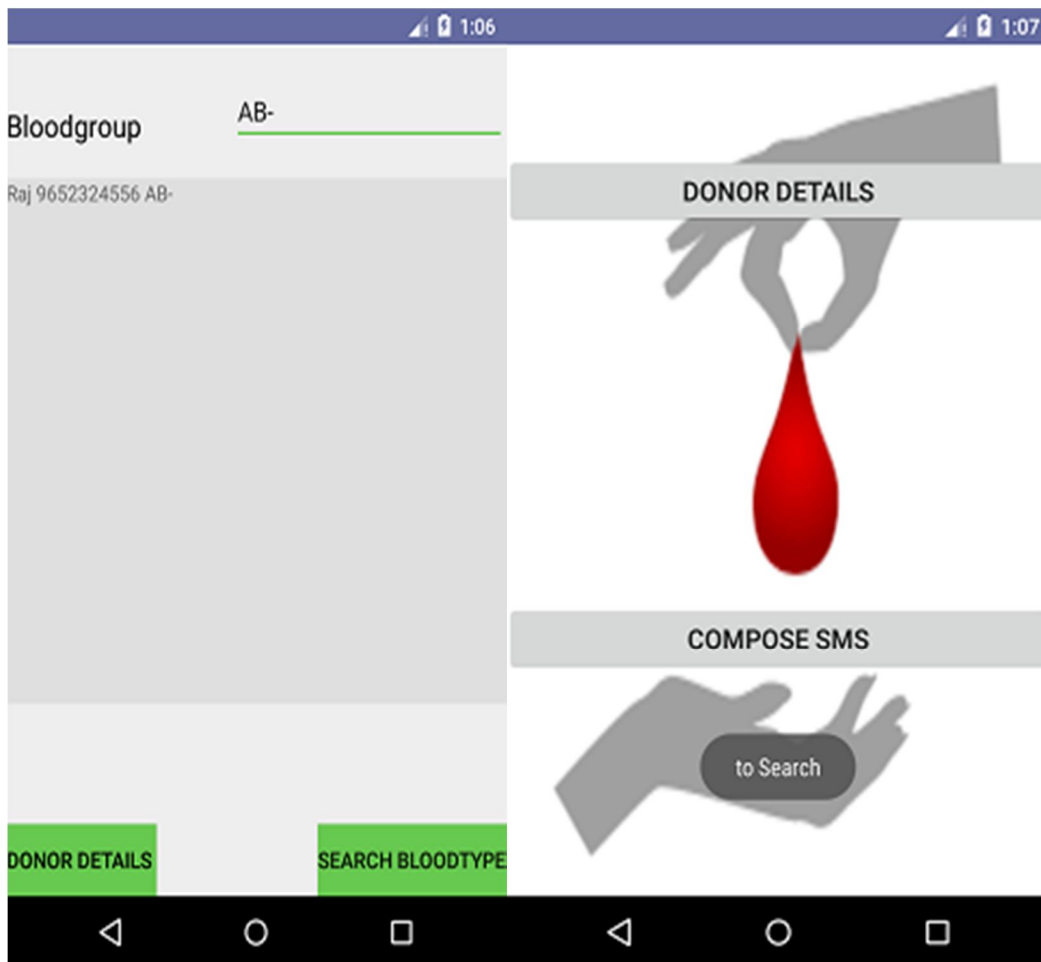 1:06
Bloodgroup
AB-
Raj 9652324556 AB-
DONOR DETAILS
SEARCH BLOODTYPE
1:07
DONOR DETAILS
COMPOSE SMS
to Search